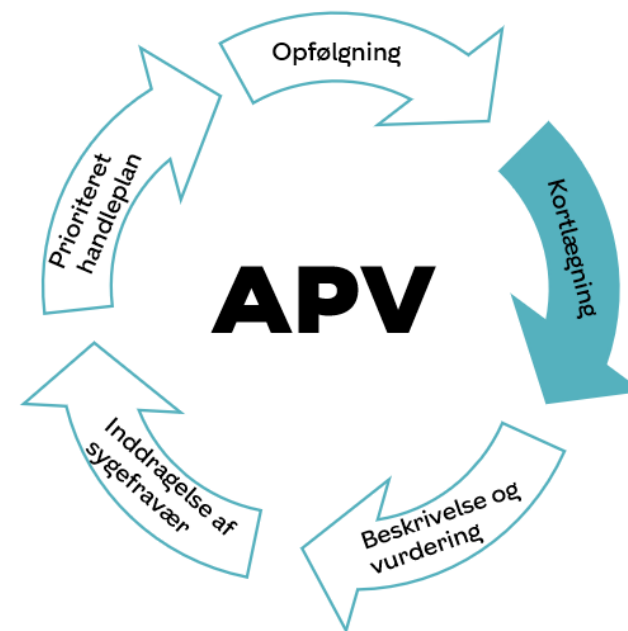 Opfølgning
Kortlægning
Beskrivelse og
vurdering
Inddragelse af
sygefravær
Prioriteret
handleplan
APV